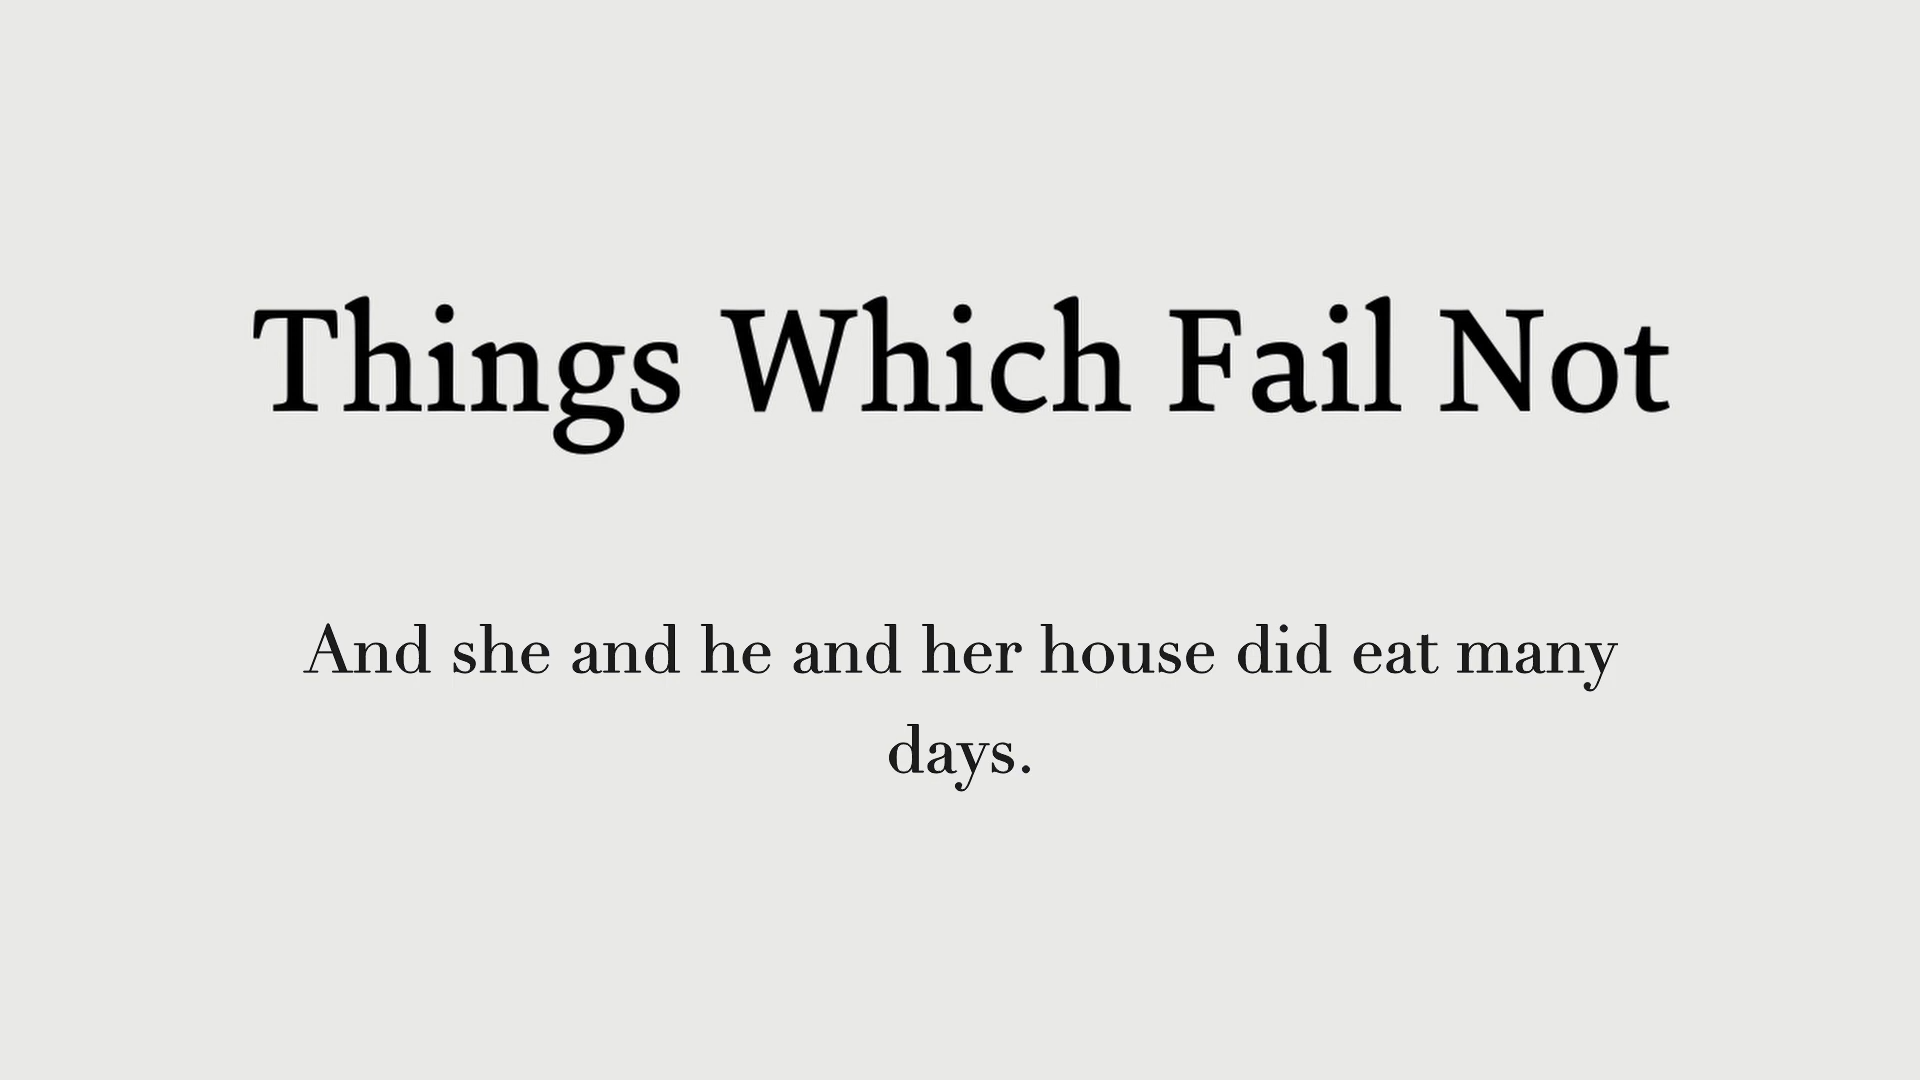 Things Which Fail Not
And she and he and her house did eat many
days.